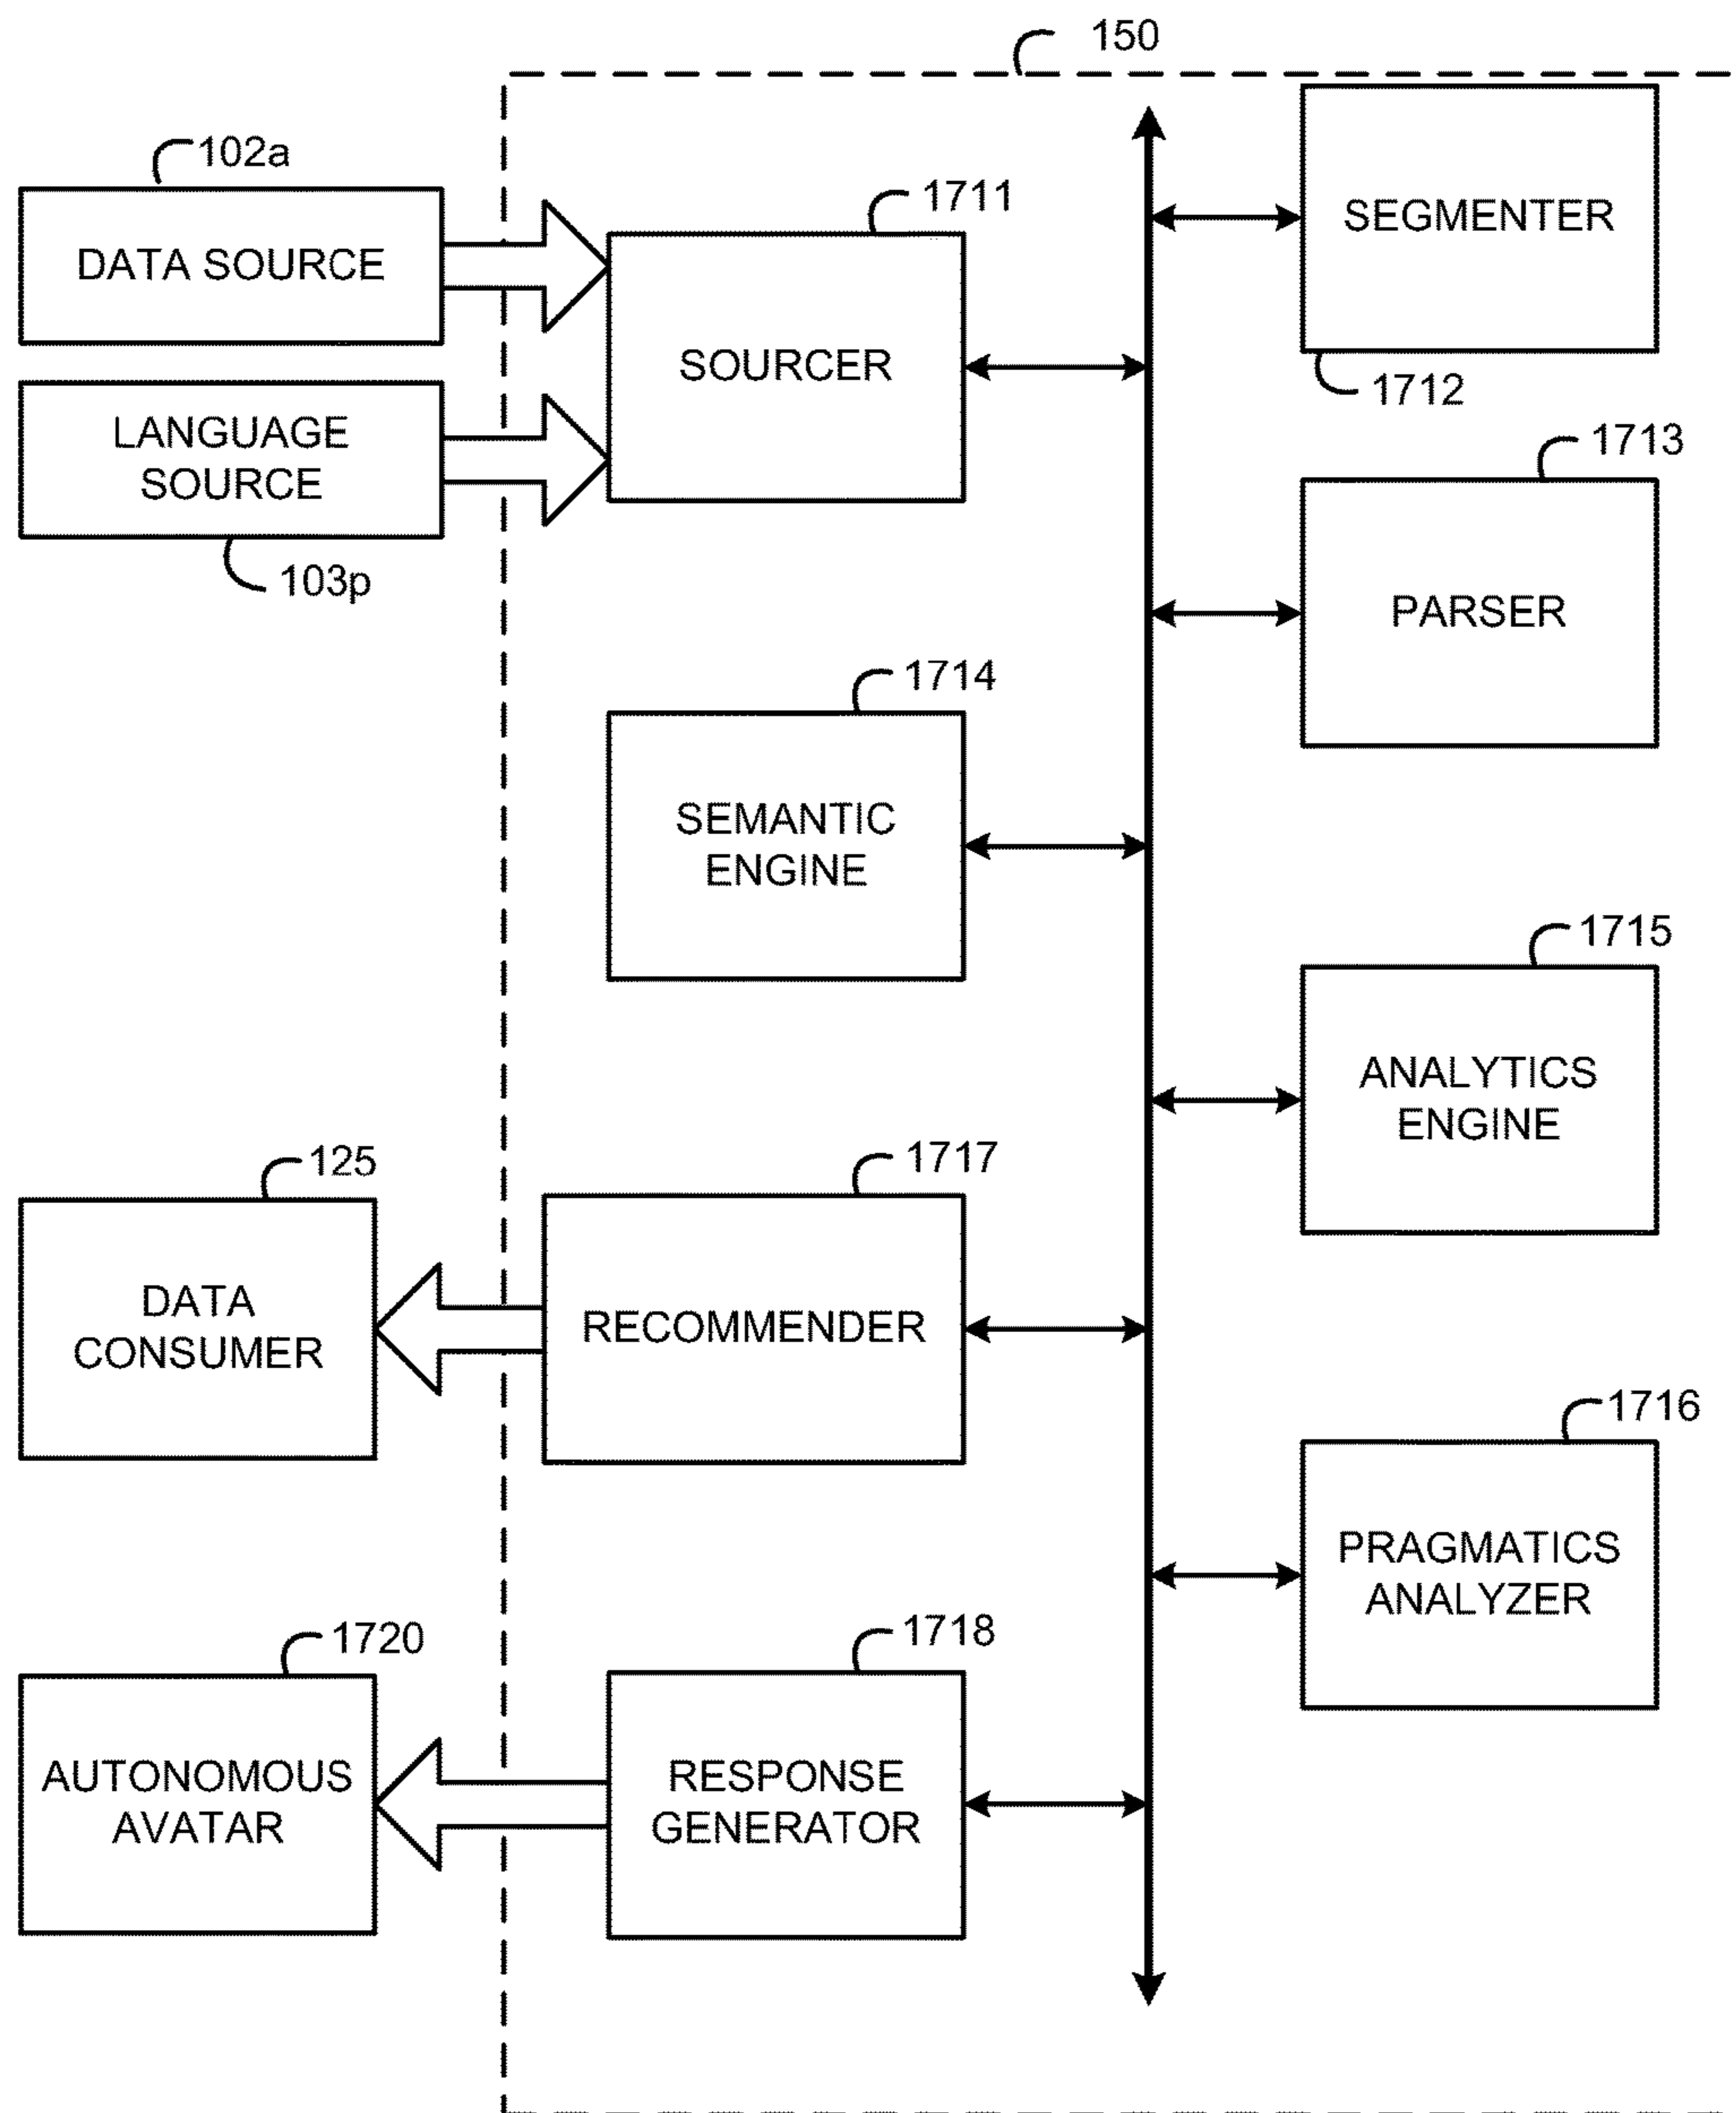 150
102a
DATA SOURCE
1711
SOURCER
SEGMENTER
1712
LANGUAGE
SOURCE
103p
1713
PARSER
1714
SEMANTIC
ENGINE
1715
ANALYTICS
ENGINE
125
DATA
CONSUMER
1717
RECOMMENDER
1716
PRAGMATICS
ANALYZER
1720
AUTONOMOUS
AVATAR
1718
RESPONSE
GENERATOR